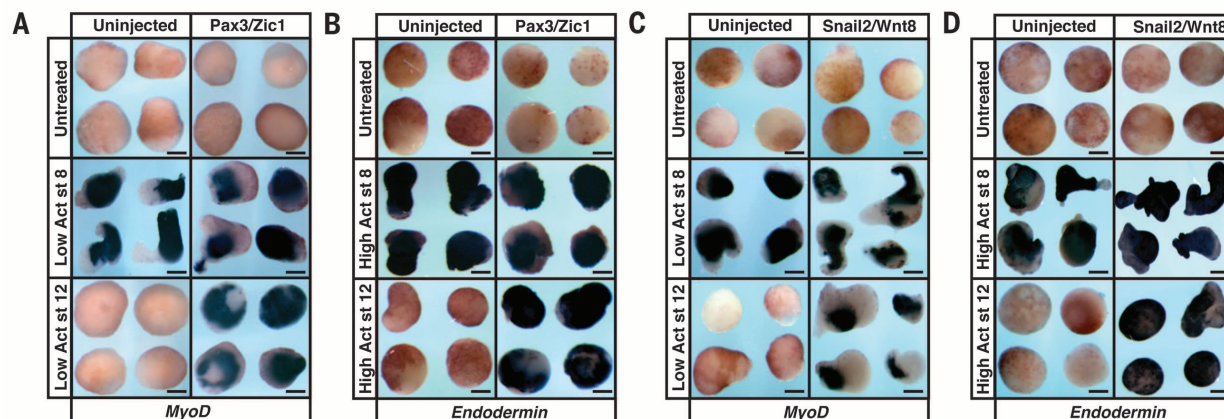 A
Uninjected Pax3/Zic1
Untreated
Low Act st 8
Low Act st 12
MyoD
B
Uninjected Pax3/Zic1
Untreated
High Act st 8
High Act st 12
Endodermin
C
Uninjected Snail2/Wnt8
Untreated
Low Act st 8
Low Act st 12
MyoD
D
Uninjected Snail2/Wnt8
Untreated
High Act st 8
High Act st 12
Endodermin